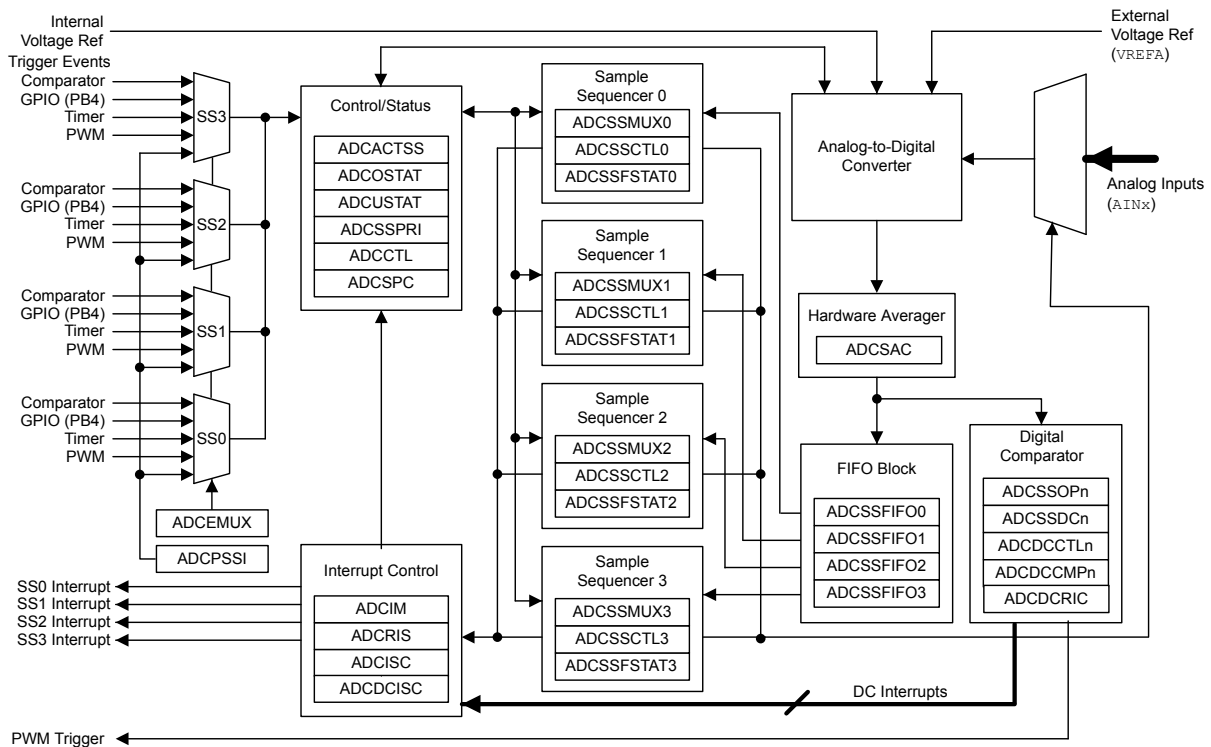 Internal
Voltage Ref
Trigger Events
Comparator
GPIO (PB4)
Timer
PWM
SS3
Comparator
GPIO (PB4)
Timer
PWM
SS2
Comparator
GPIO (PB4)
Timer
PWM
SS1
Comparator
GPIO (PB4)
Timer
PWM
SS0
ADCEMUX
ADCPSSI
SS0 Interrupt
SS1 Interrupt
SS2 Interrupt
SS3 Interrupt
PWM Trigger
Control/Status
ADCACTSS
ADCOSTAT
ADCUSTAT
ADCSSPRI
ADCCTL
ADCSPC
Interrupt Control
ADCIM
ADCRIS
ADCISC
ADCDCISC
Sample
Sequencer 0
ADCSSMUX0
ADCSSCTL0
ADCSSFSTAT0
Sample
Sequencer 1
ADCSSMUX1
ADCSSCTL1
ADCSSFSTAT1
Sample
Sequencer 2
ADCSSMUX2
ADCSSCTL2
ADCSSFSTAT2
Sample
Sequencer 3
ADCSSMUX3
ADCSSCTL3
ADCSSFSTAT3
External
Voltage Ref
(VREFA)
Analog-to-Digital
Converter
Analog Inputs
(AINx)
Hardware Averager
ADCSAC
FIFO Block
ADCSSFIFO0
ADCSSFIFO1
ADCSSFIFO2
ADCSSFIFO3
Digital
Comparator
ADCSSOPn
ADCSSDCn
ADCDCCTLn
ADCDCCMPn
ADCDCRIC
DC Interrupts